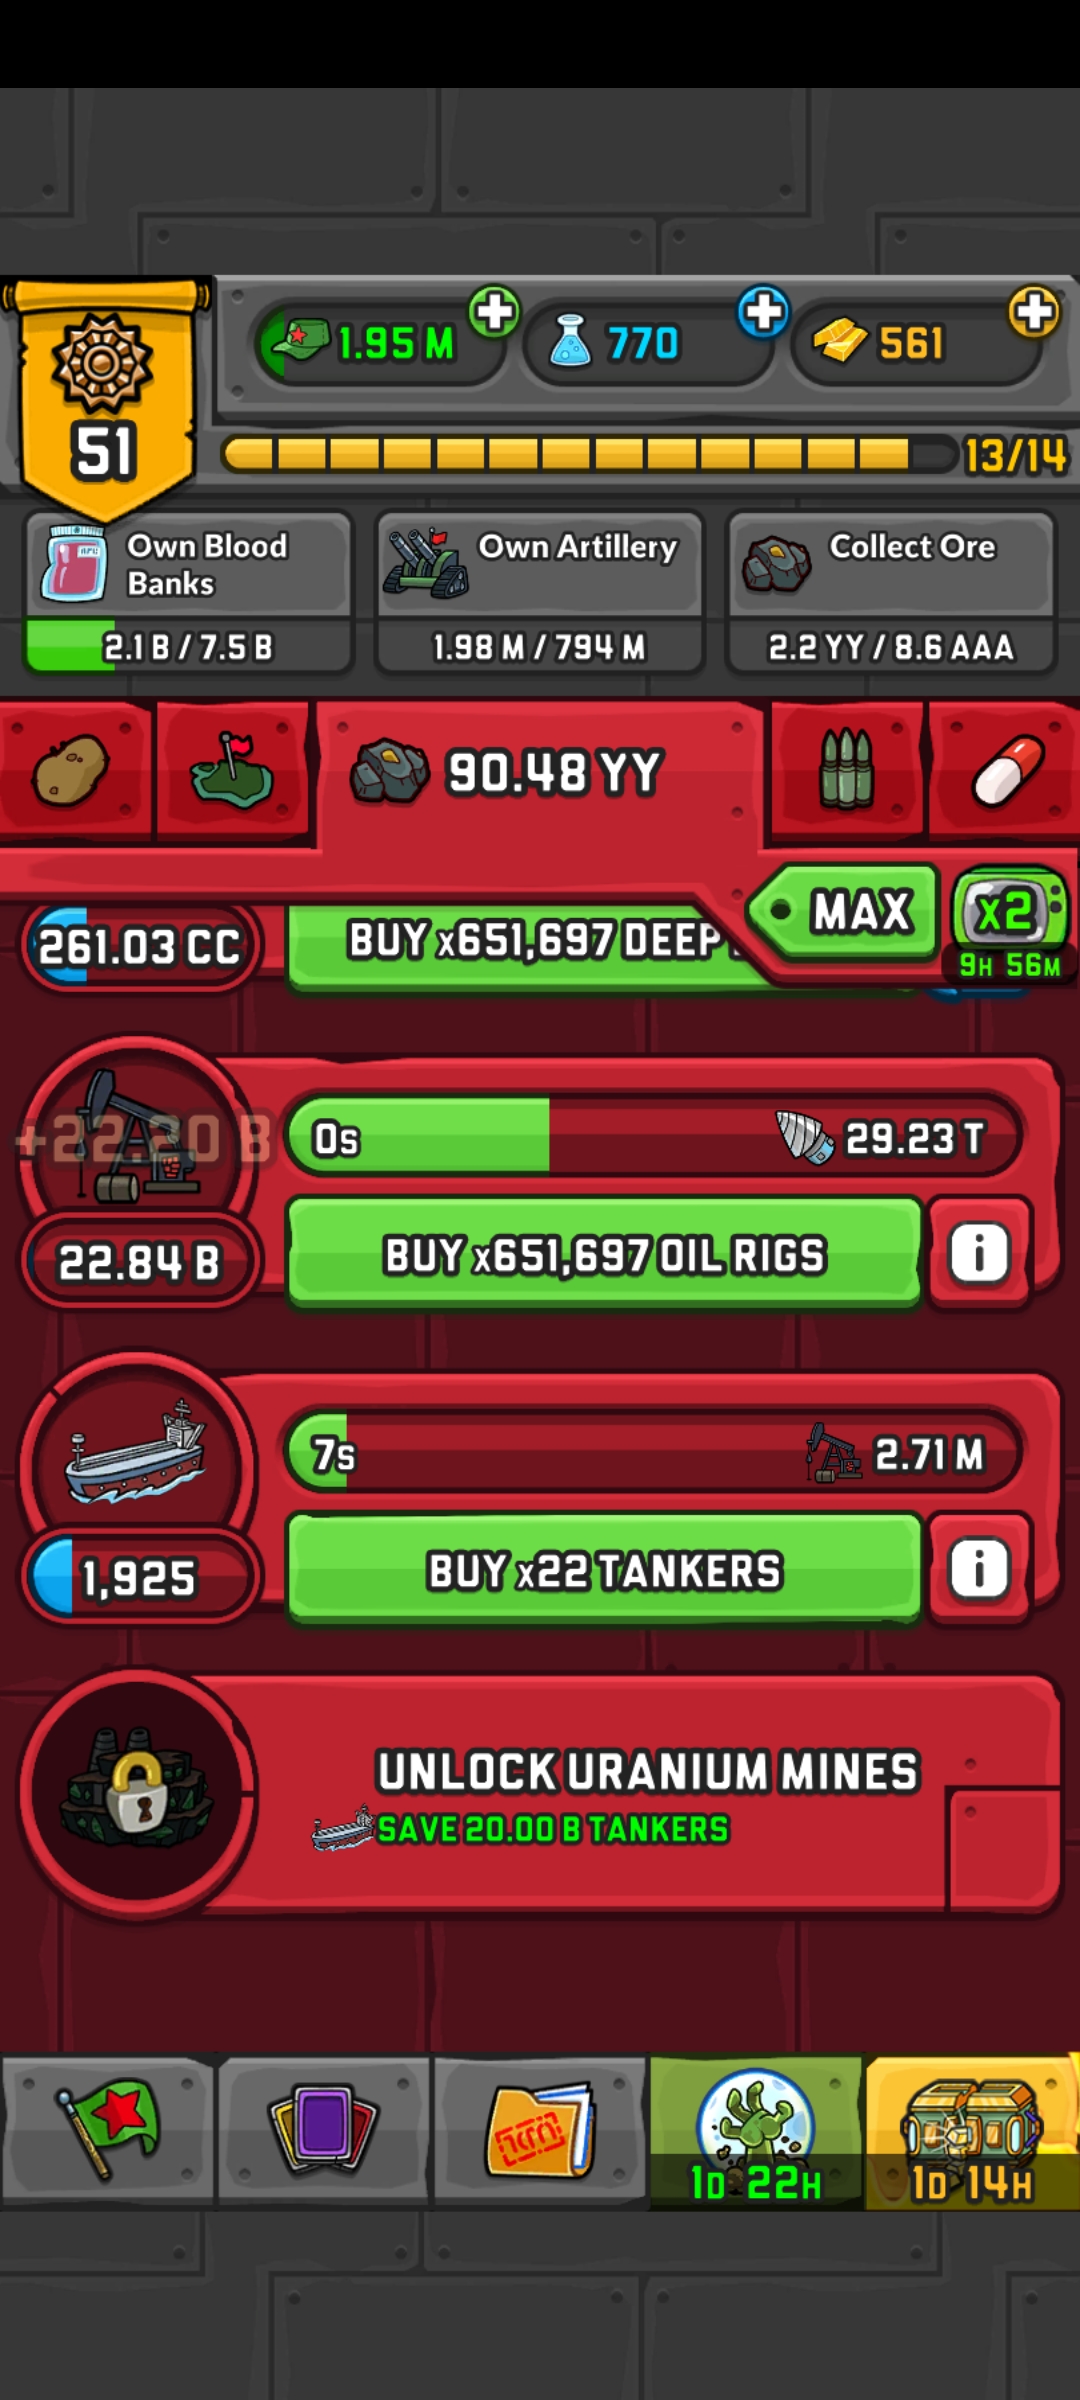 1.95 M
770
561
51
13/14
Own Blood
Banks
2.1 B / 7.5 B
Own Artillery
1.98 M / 794 M
Collect Ore
2.2 YY / 8.6 AAA
90.48 YY
MAX
x2
9H 56M
261.03 CC
BUY x651,697 DEEP
+22.20 B
0s
29.23 T
22.84 B
BUY x651,697 OIL RIGS
i
7s
2.71 M
1,925
BUY x22 TANKERS
i
UNLOCK URANIUM MINES
SAVE 20.00 B TANKERS
1D 22H
1D 14H